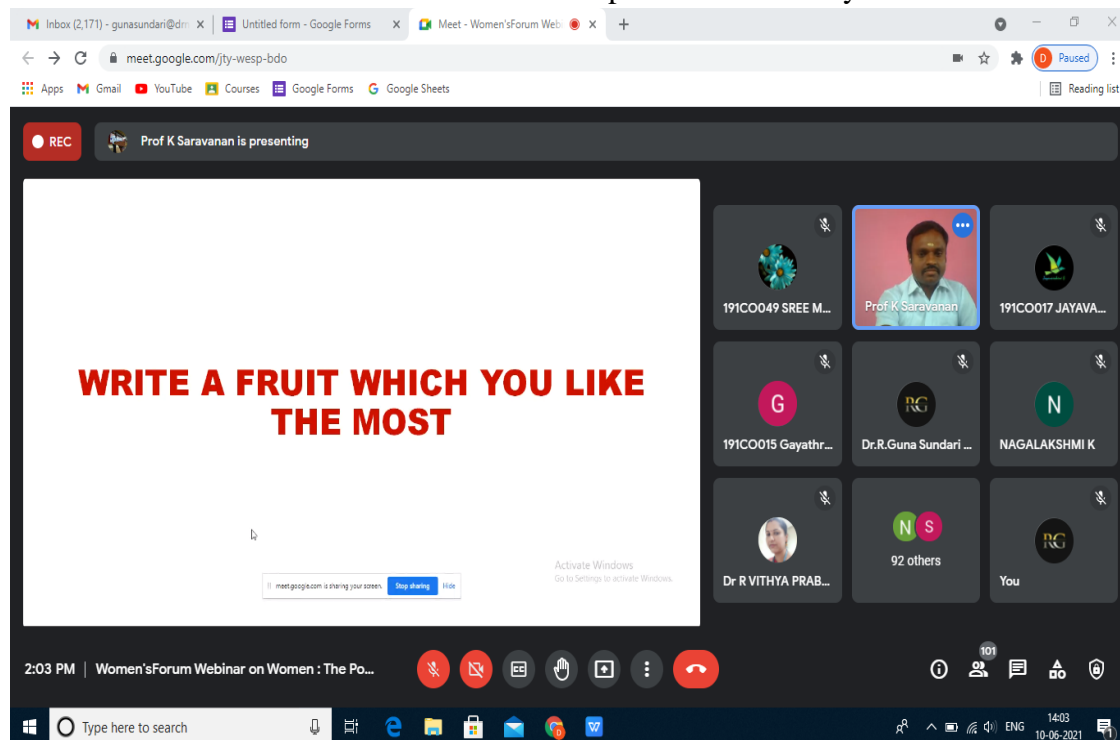 Inbox (2,171) - gunasundari@drn
Untitled form - Google Forms
Meet - Women'sForum Web
meet.google.com/jty-wesp-bdo
D Paused
Apps Gmail YouTube Courses Google Forms G Google Sheets
Reading list
REC
Prof K Saravanan is presenting
WRITE A FRUIT WHICH YOU LIKE
THE MOST
191CO049 SREE M...
Prof K Saravanan
191CO017 JAYAVA...
G
191CO015 Gayathr...
RG
Dr.R.Guna Sundari ...
N
NAGALAKSHMI K
Dr R VITHYA PRAB...
N S
92 others
RG
You
Activate Windows
Go to Settings to activate Windows.
meet.google.com is sharing your screen. Stop sharing Hide
2:03 PM | Women'sForum Webinar on Women : The Po...
CC
101
Type here to search
W
ENG
14:03
10-06-2021